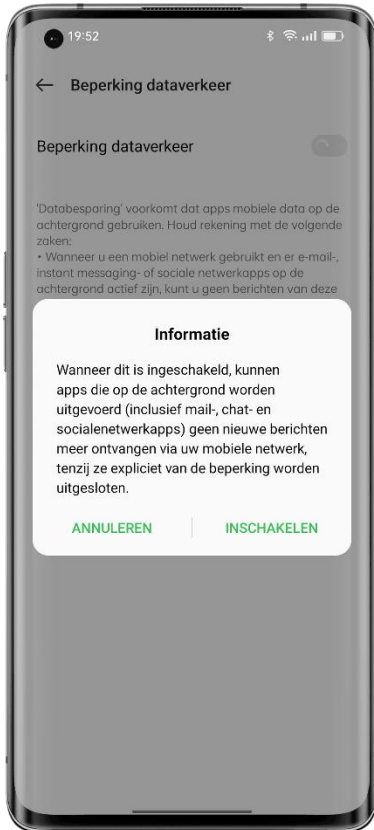 19:52
Beperking dataverkeer
Beperking dataverkeer
'Databesparing' voorkomt dat apps mobiele data op de
achtergrond gebruiken. Houd rekening met de volgende
zaken:
• Wanneer u een mobiel netwerk gebruikt en er e-mail-,
instant messaging- of sociale netwerkapps op de
achtergrond actief zijn, kunt u geen berichten van deze
Informatie
Wanneer dit is ingeschakeld, kunnen
apps die op de achtergrond worden
uitgevoerd (inclusief mail-, chat- en
socialenetwerkapps) geen nieuwe berichten
meer ontvangen via uw mobiele netwerk,
tenzij ze expliciet van de beperking worden
uitgesloten.
ANNULEREN INSCHAKELEN